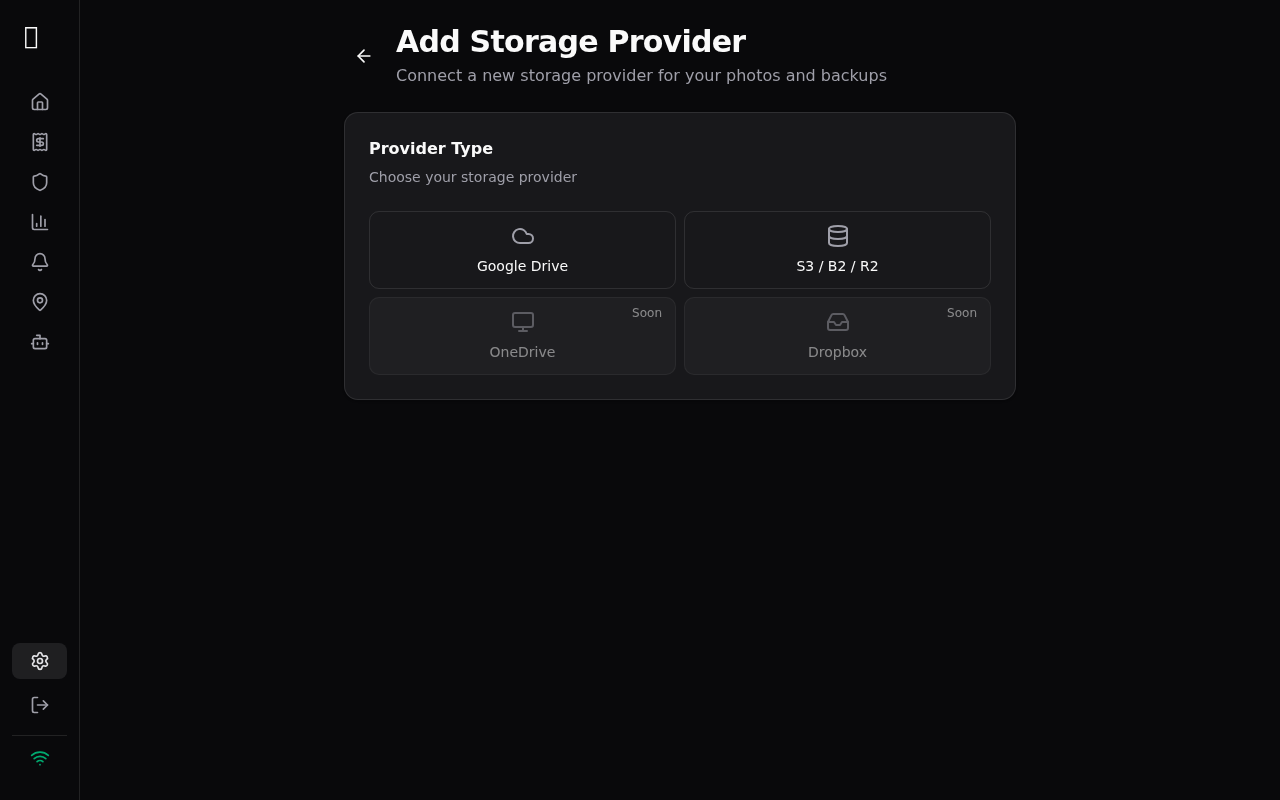 Add Storage Provider
Connect a new storage provider for your photos and backups
Provider Type
Choose your storage provider
Google Drive
S3 / B2 / R2
Soon
OneDrive
Soon
Dropbox